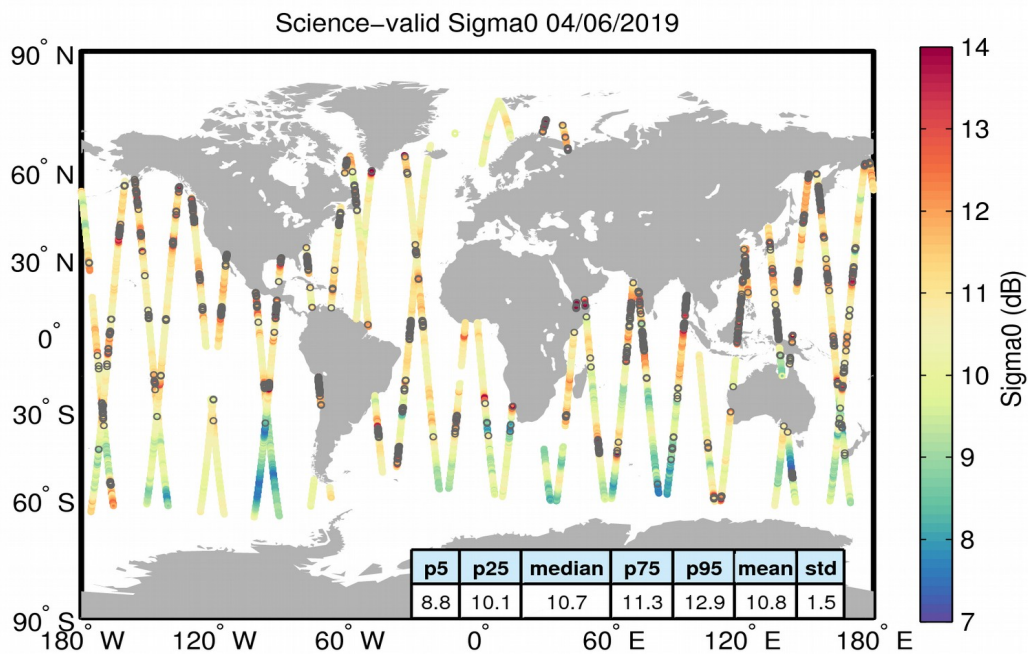 Science−valid Sigma0 04/06/2019
90° N
60° N
30° N
0°
30° S
60° S
90° S
180° W
120° W
60° W
0°
60° E
120° E
180° E
14
13
12
11
10
9
8
7
Sigma0 (dB)
p5 p25 median p75 p95 mean std
8.8 10.1 10.7 11.3 12.9 10.8 1.5